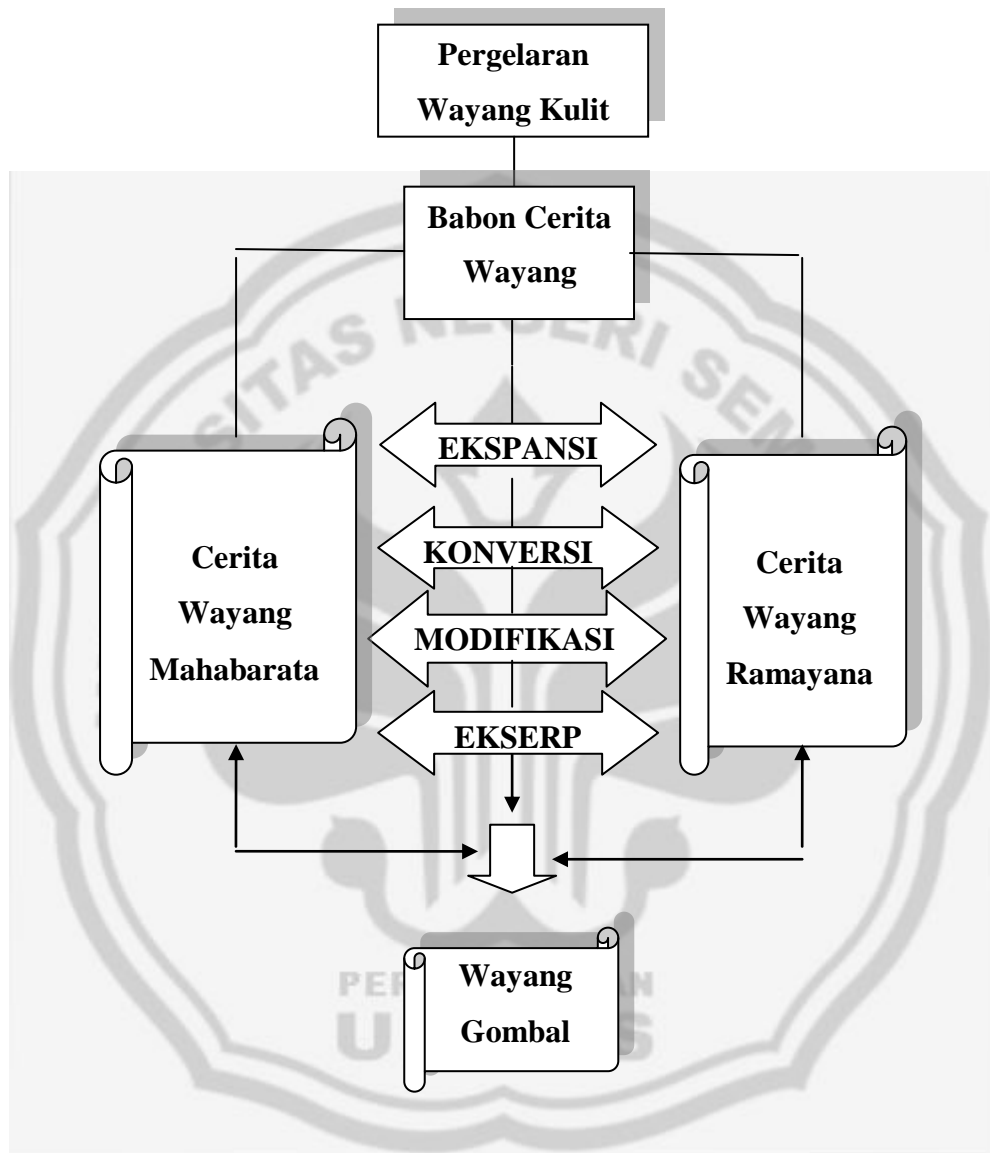 Pergelaran
Wayang Kulit
Babon Cerita
Wayang
EKSPANSI
KONVERSI
MODIFIKASI
EKSERP
Cerita
Wayang
Mahabarata
Cerita
Wayang
Ramayana
Wayang
Gombal